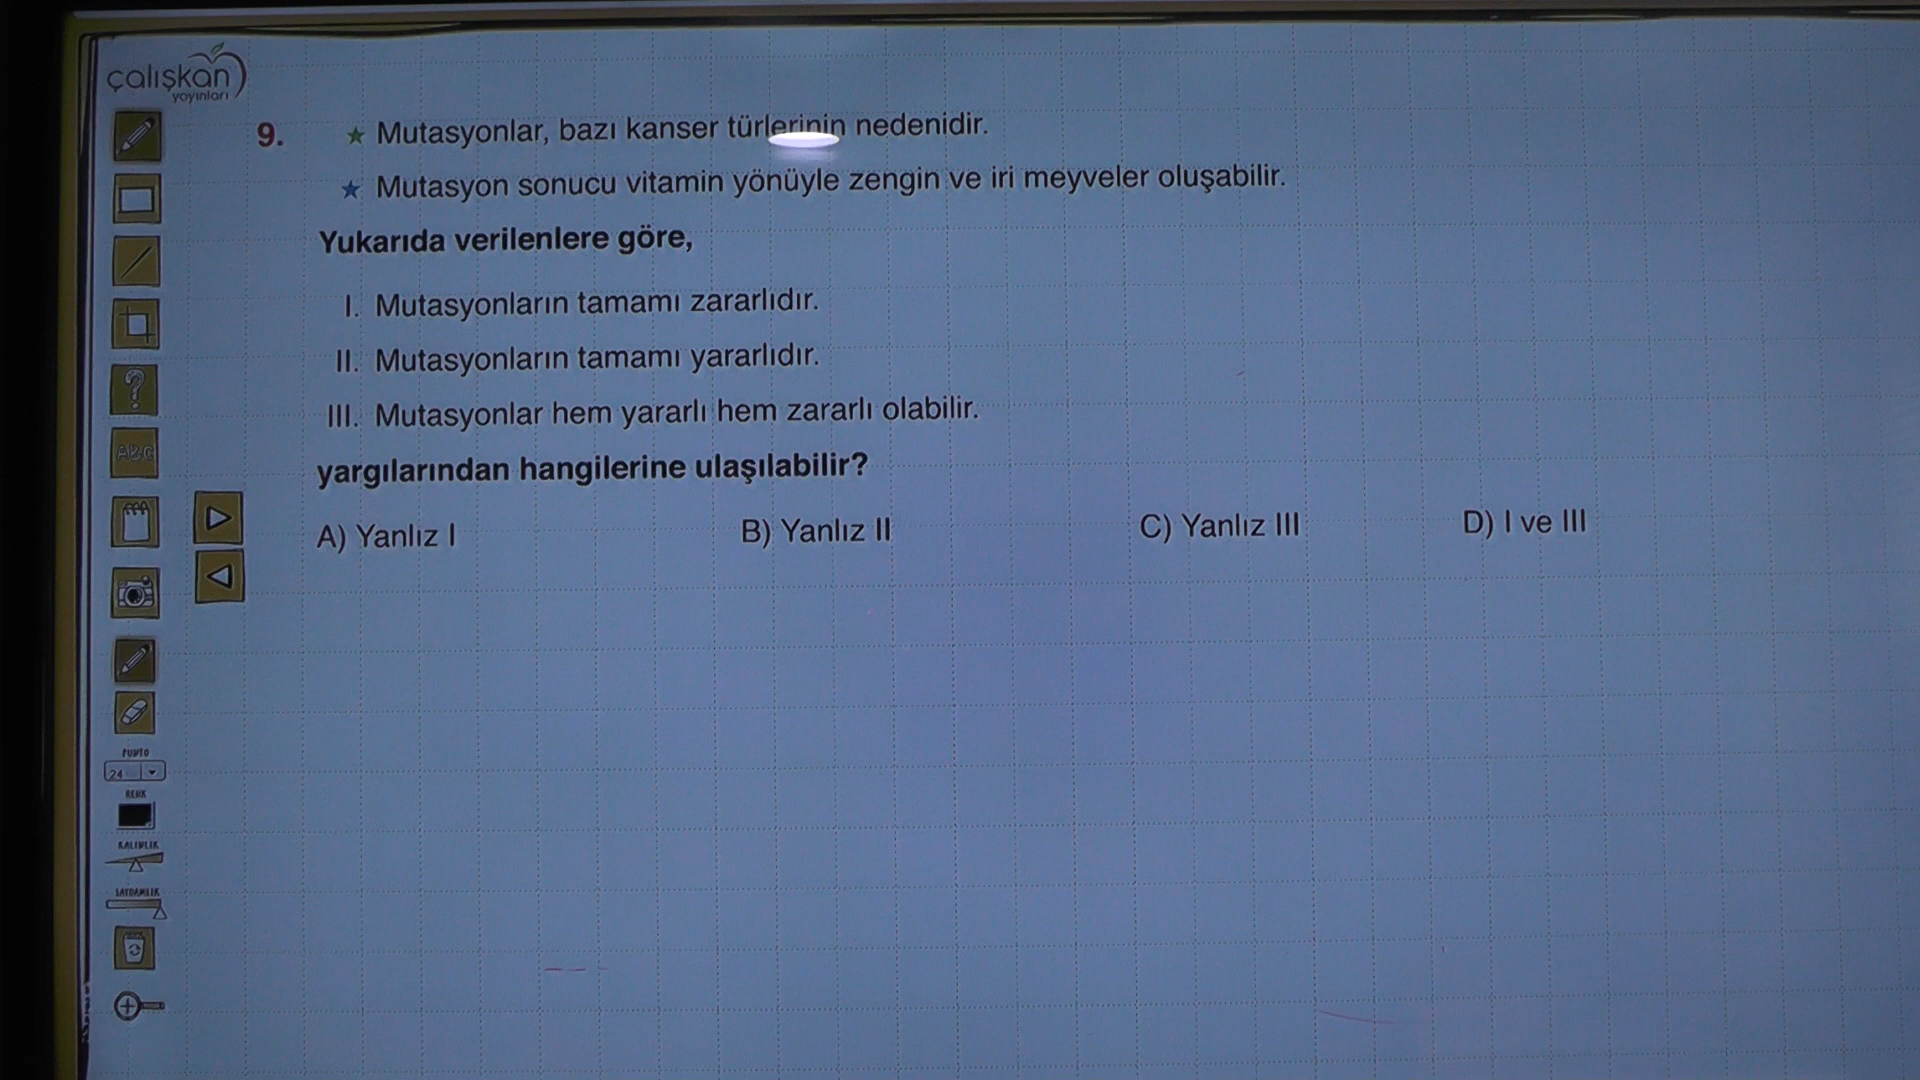 çalışkan
yayınları
9. ★ Mutasyonlar, bazı kanser türlerinin nedenidir.
★ Mutasyon sonucu vitamin yönüyle zengin ve iri meyveler oluşabilir.
Yukarıda verilenlere göre,
I. Mutasyonların tamamı zararlıdır.
II. Mutasyonların tamamı yararlıdır.
III. Mutasyonlar hem yararlı hem zararlı olabilir.
yargılarından hangilerine ulaşılabilir?
A) Yanlız I B) Yanlız II C) Yanlız III D) I ve III
ABC
PUNTO
24
RENK
KALINLIK
SAYDAMLIK